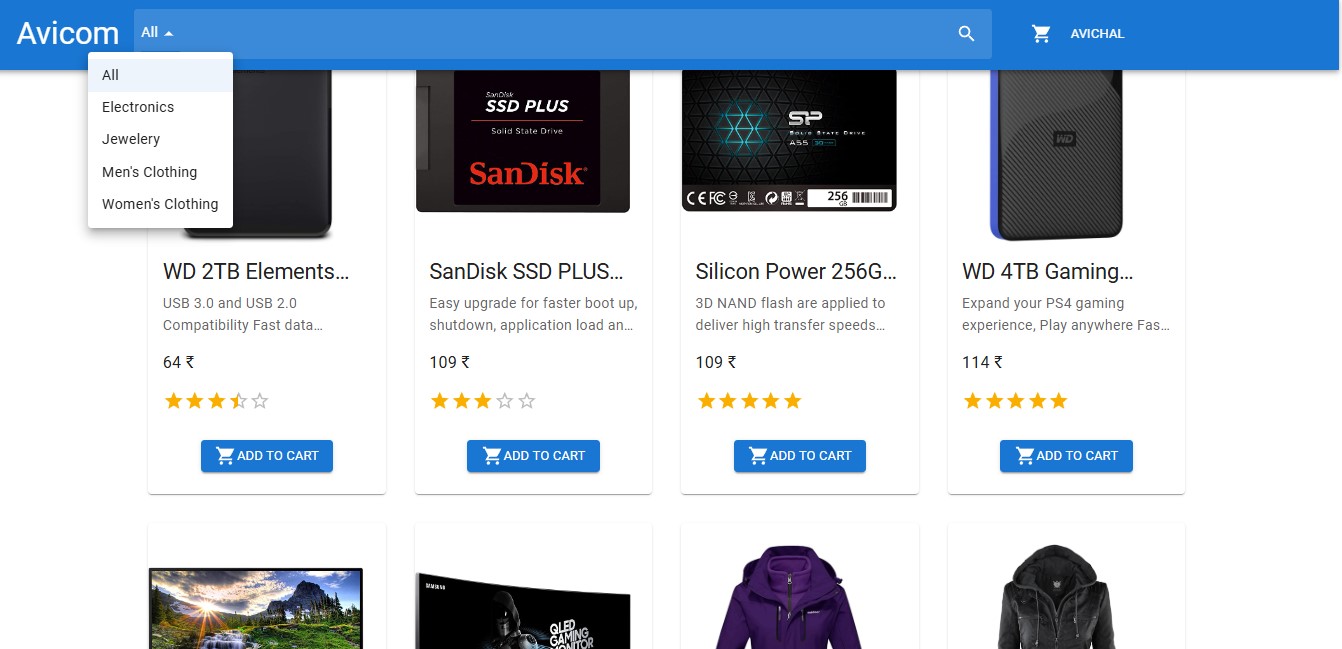 Avicom
All
AVICHAL
All
Electronics
Jewelery
Men's Clothing
Women's Clothing
SanDisk
SSD PLUS
Solid State Drive
SanDisk
SP
SOLID STATE DRIVE
A55
256
GB
WD
WD 2TB Elements…
USB 3.0 and USB 2.0
Compatibility Fast data…
64 ₹
ADD TO CART
SanDisk SSD PLUS…
Easy upgrade for faster boot up,
shutdown, application load an…
109 ₹
ADD TO CART
Silicon Power 256G…
3D NAND flash are applied to
deliver high transfer speeds…
109 ₹
ADD TO CART
WD 4TB Gaming…
Expand your PS4 gaming
experience, Play anywhere Fas…
114 ₹
ADD TO CART
SAMSUNG
QLED
GAMING
MONITOR